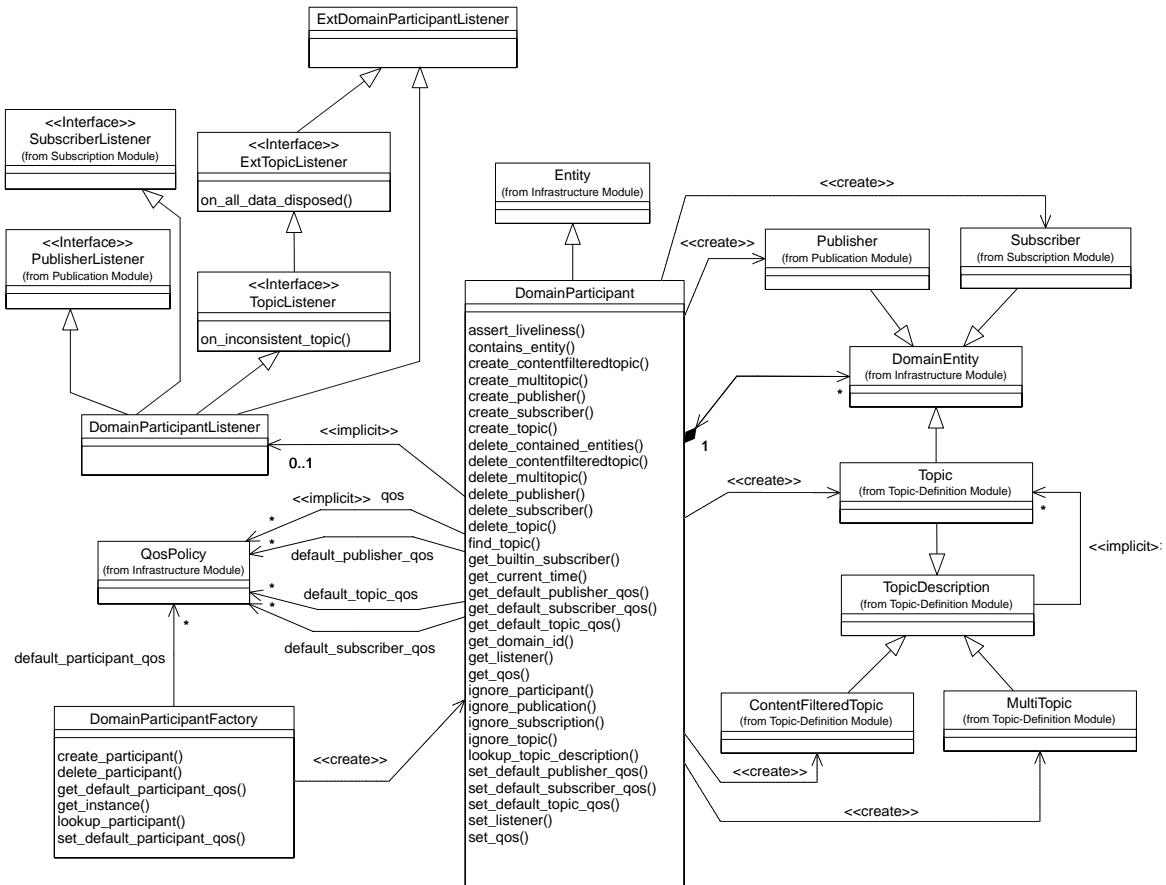 ExtDomainParticipantListener
<<Interface>>
SubscriberListener
(from Subscription Module)
<<Interface>>
ExtTopicListener
on_all_data_disposed()
<<Interface>>
PublisherListener
(from Publication Module)
<<Interface>>
TopicListener
on_inconsistent_topic()
DomainParticipantListener
0..1
<<implicit>>
Entity
(from Infrastructure Module)
<<create>>
<<create>>
Publisher
(from Publication Module)
Subscriber
(from Subscription Module)
DomainEntity
(from Infrastructure Module)
*
1
DomainParticipant
assert_liveliness()
contains_entity()
create_contentfilteredtopic()
create_multitopic()
create_publisher()
create_subscriber()
create_topic()
delete_contained_entities()
delete_contentfilteredtopic()
delete_multitopic()
delete_publisher()
delete_subscriber()
delete_topic()
find_topic()
get_builtin_subscriber()
get_current_time()
get_default_publisher_qos()
get_default_subscriber_qos()
get_default_topic_qos()
get_domain_id()
get_listener()
get_qos()
ignore_participant()
ignore_publication()
ignore_subscription()
ignore_topic()
lookup_topic_description()
set_default_publisher_qos()
set_default_subscriber_qos()
set_default_topic_qos()
set_listener()
set_qos()
<<implicit>> qos
*
*
default_publisher_qos
*
default_topic_qos
*
default_subscriber_qos
QosPolicy
(from Infrastructure Module)
*
default_participant_qos
DomainParticipantFactory
create_participant()
delete_participant()
get_default_participant_qos()
get_instance()
lookup_participant()
set_default_participant_qos()
<<create>>
<<create>>
Topic
(from Topic-Definition Module)
*
<<implicit>>
TopicDescription
(from Topic-Definition Module)
ContentFilteredTopic
(from Topic-Definition Module)
MultiTopic
(from Topic-Definition Module)
<<create>>
<<create>>